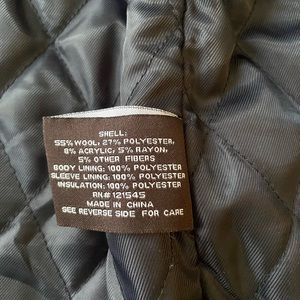 SHELL:
55% WOOL, 27% POLYESTER,
8% ACRYLIC, 5% RAYON,
5% OTHER FIBERS
BODY LINING: 100% POLYESTER
SLEEVE LINING: 100% POLYESTER
INSULATION: 100% POLYESTER
RN# 121545
MADE IN CHINA
SEE REVERSE SIDE FOR CARE